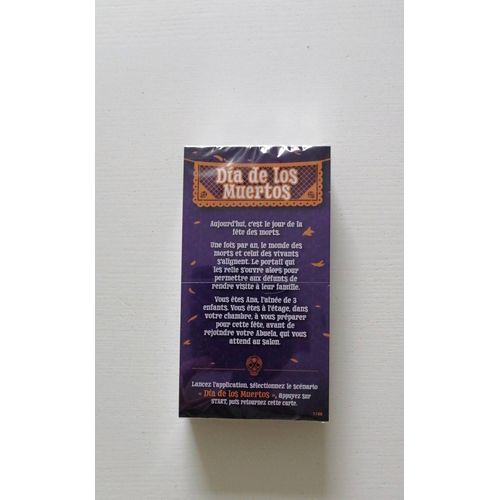 Día de los
Muertos
Aujourd'hui, c'est le jour de la
fête des morts.
Une fois par an, le monde des
morts et celui des vivants
s'alignent. Le portail qui
les relie s'ouvre alors pour
permettre aux défunts de
rendre visite à leur famille.
Vous êtes Ana, l'aînée de 3
enfants. Vous êtes à l'étage, dans
votre chambre, à vous préparer
pour cette fête, avant de
rejoindre votre Abuela, qui vous
attend au salon.
Lancez l'application, sélectionnez le scénario
« Día de los Muertos », appuyez sur
START, puis retournez cette carte.